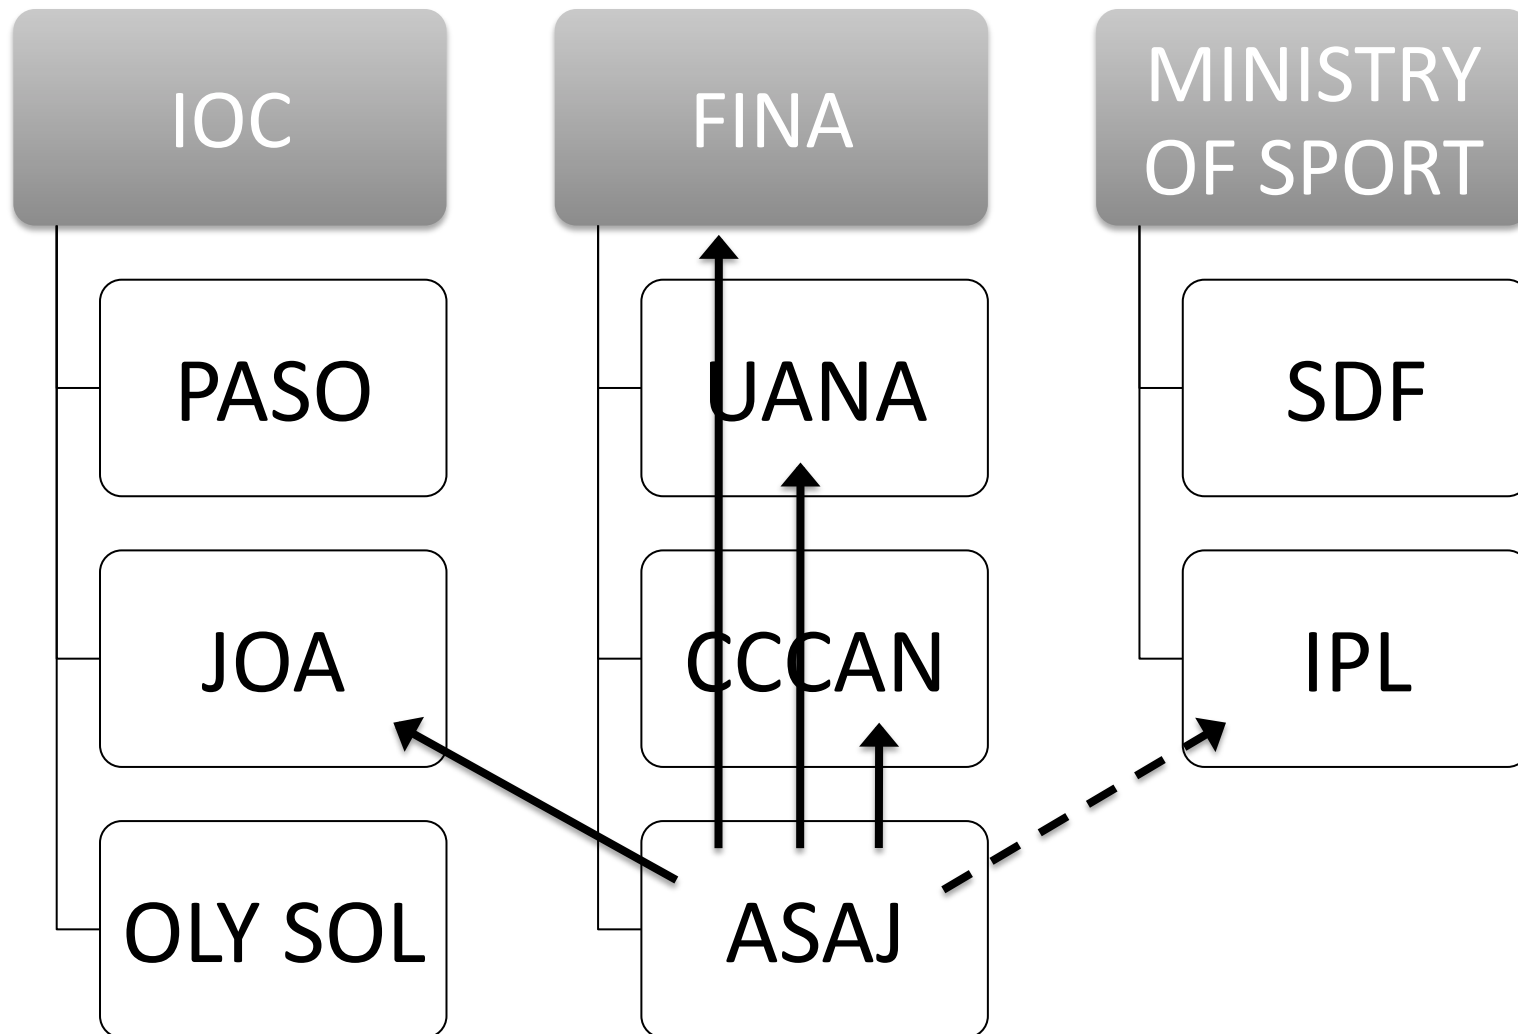 IOC
PASO
JOA
OLY SOL
FINA
UANA
CCCAN
ASAJ
MINISTRY
OF SPORT
SDF
IPL